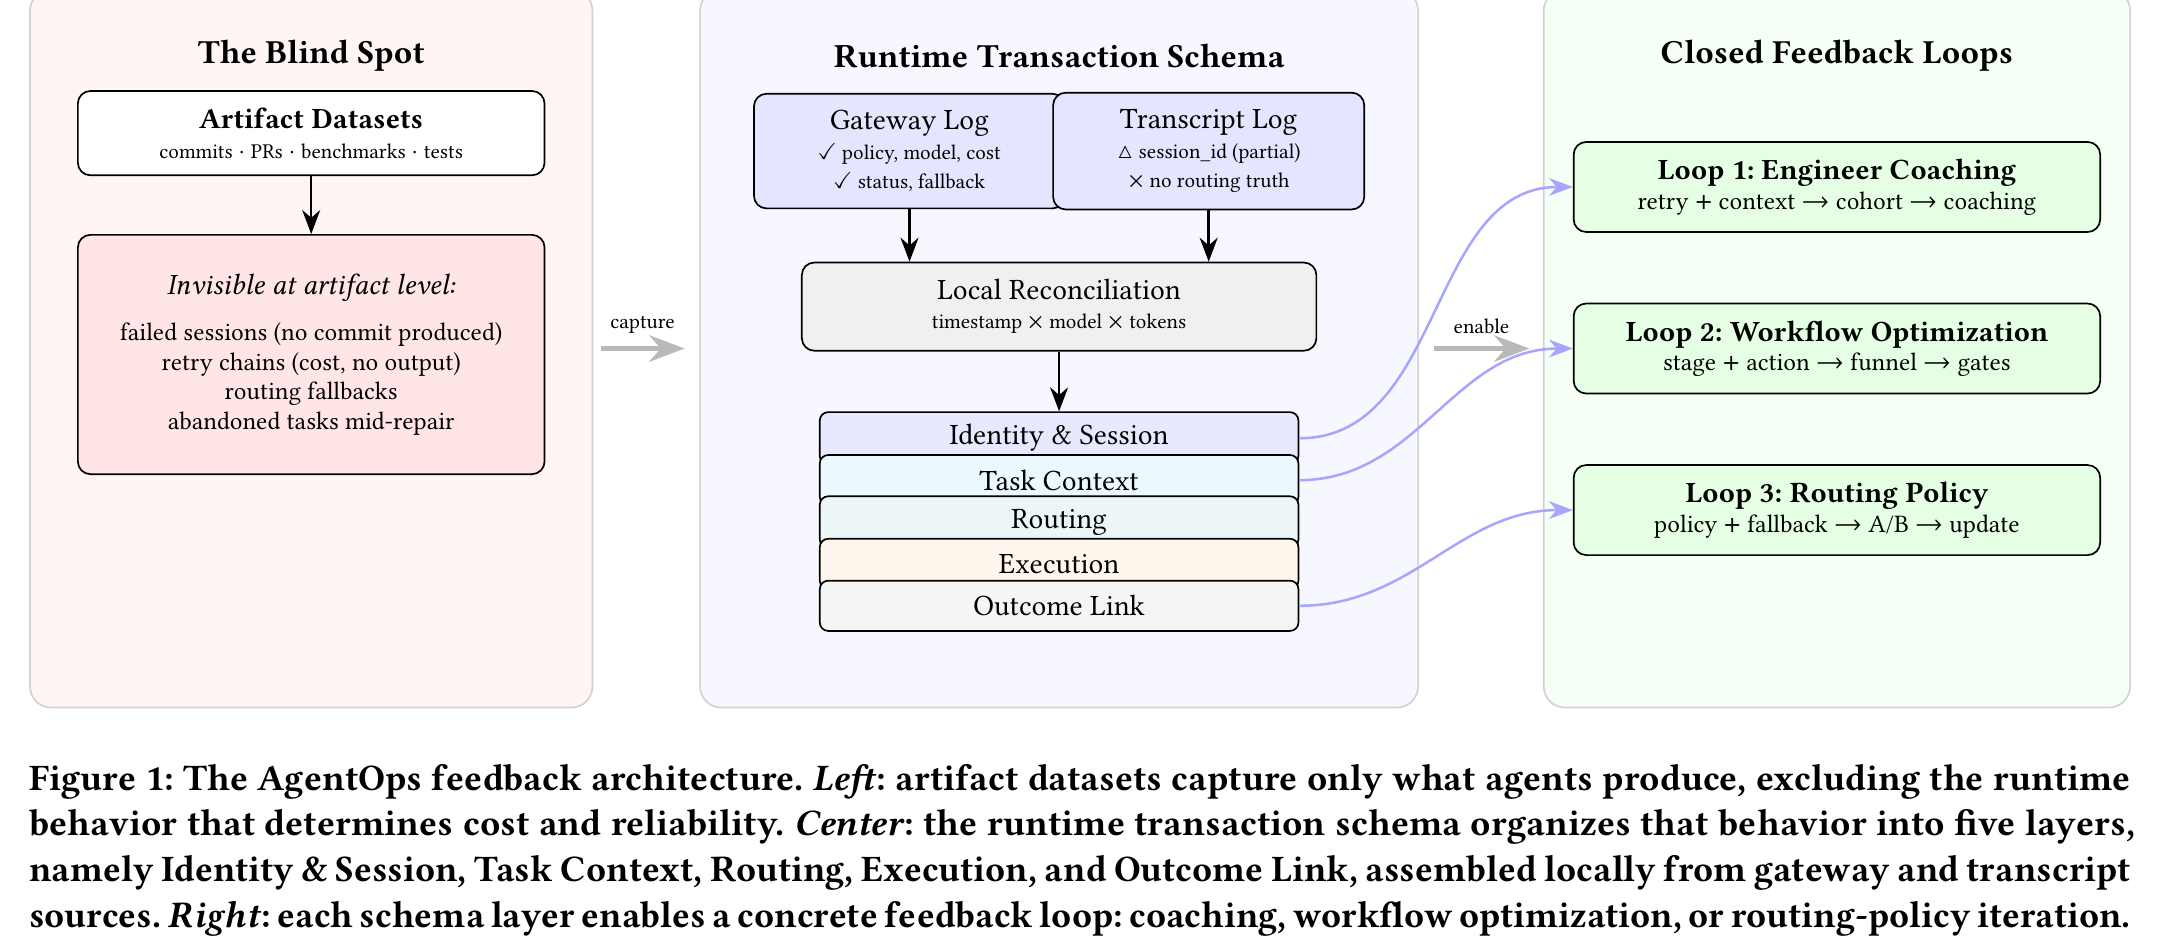 The Blind Spot
Artifact Datasets
commits · PRs · benchmarks · tests
Invisible at artifact level:
failed sessions (no commit produced)
retry chains (cost, no output)
routing fallbacks
abandoned tasks mid-repair
capture
Runtime Transaction Schema
Gateway Log
✓ policy, model, cost
✓ status, fallback
Transcript Log
△ session_id (partial)
× no routing truth
Local Reconciliation
timestamp × model × tokens
Identity & Session
Task Context
Routing
Execution
Outcome Link
enable
Closed Feedback Loops
Loop 1: Engineer Coaching
retry + context → cohort → coaching
Loop 2: Workflow Optimization
stage + action → funnel → gates
Loop 3: Routing Policy
policy + fallback → A/B → update
Figure 1: The AgentOps feedback architecture. Left: artifact datasets capture only what agents produce, excluding the runtime
behavior that determines cost and reliability. Center: the runtime transaction schema organizes that behavior into five layers,
namely Identity & Session, Task Context, Routing, Execution, and Outcome Link, assembled locally from gateway and transcript
sources. Right: each schema layer enables a concrete feedback loop: coaching, workflow optimization, or routing-policy iteration.